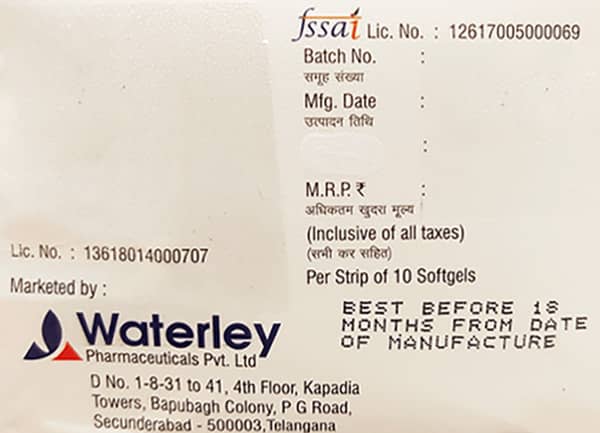 fssai Lic. No. : 12617005000069
Batch No. :
समूह संख्या
Mfg. Date :
उत्पादन तिथि
:
M.R.P. ₹ :
अधिकतम खुदरा मूल्य
(Inclusive of all taxes)
(सभी कर सहित)
Per Strip of 10 Softgels
BEST BEFORE 18
MONTHS FROM DATE
OF MANUFACTURE
Lic. No. : 13618014000707
Marketed by :
Waterley
Pharmaceuticals Pvt. Ltd
D No. 1-8-31 to 41, 4th Floor, Kapadia
Towers, Bapubagh Colony, P G Road,
Secunderabad - 500003,Telangana